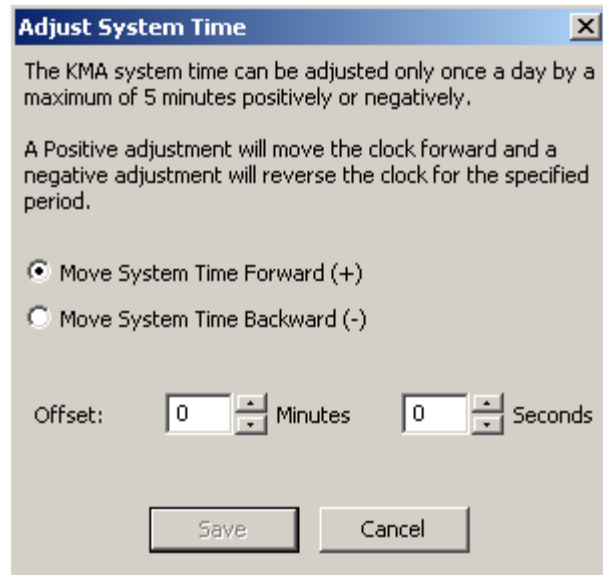 Adjust System Time
The KMA system time can be adjusted only once a day by a
maximum of 5 minutes positively or negatively.
A Positive adjustment will move the clock forward and a
negative adjustment will reverse the clock for the specified
period.
Move System Time Forward (+)
Move System Time Backward (-)
Offset: 0 Minutes 0 Seconds
Save Cancel